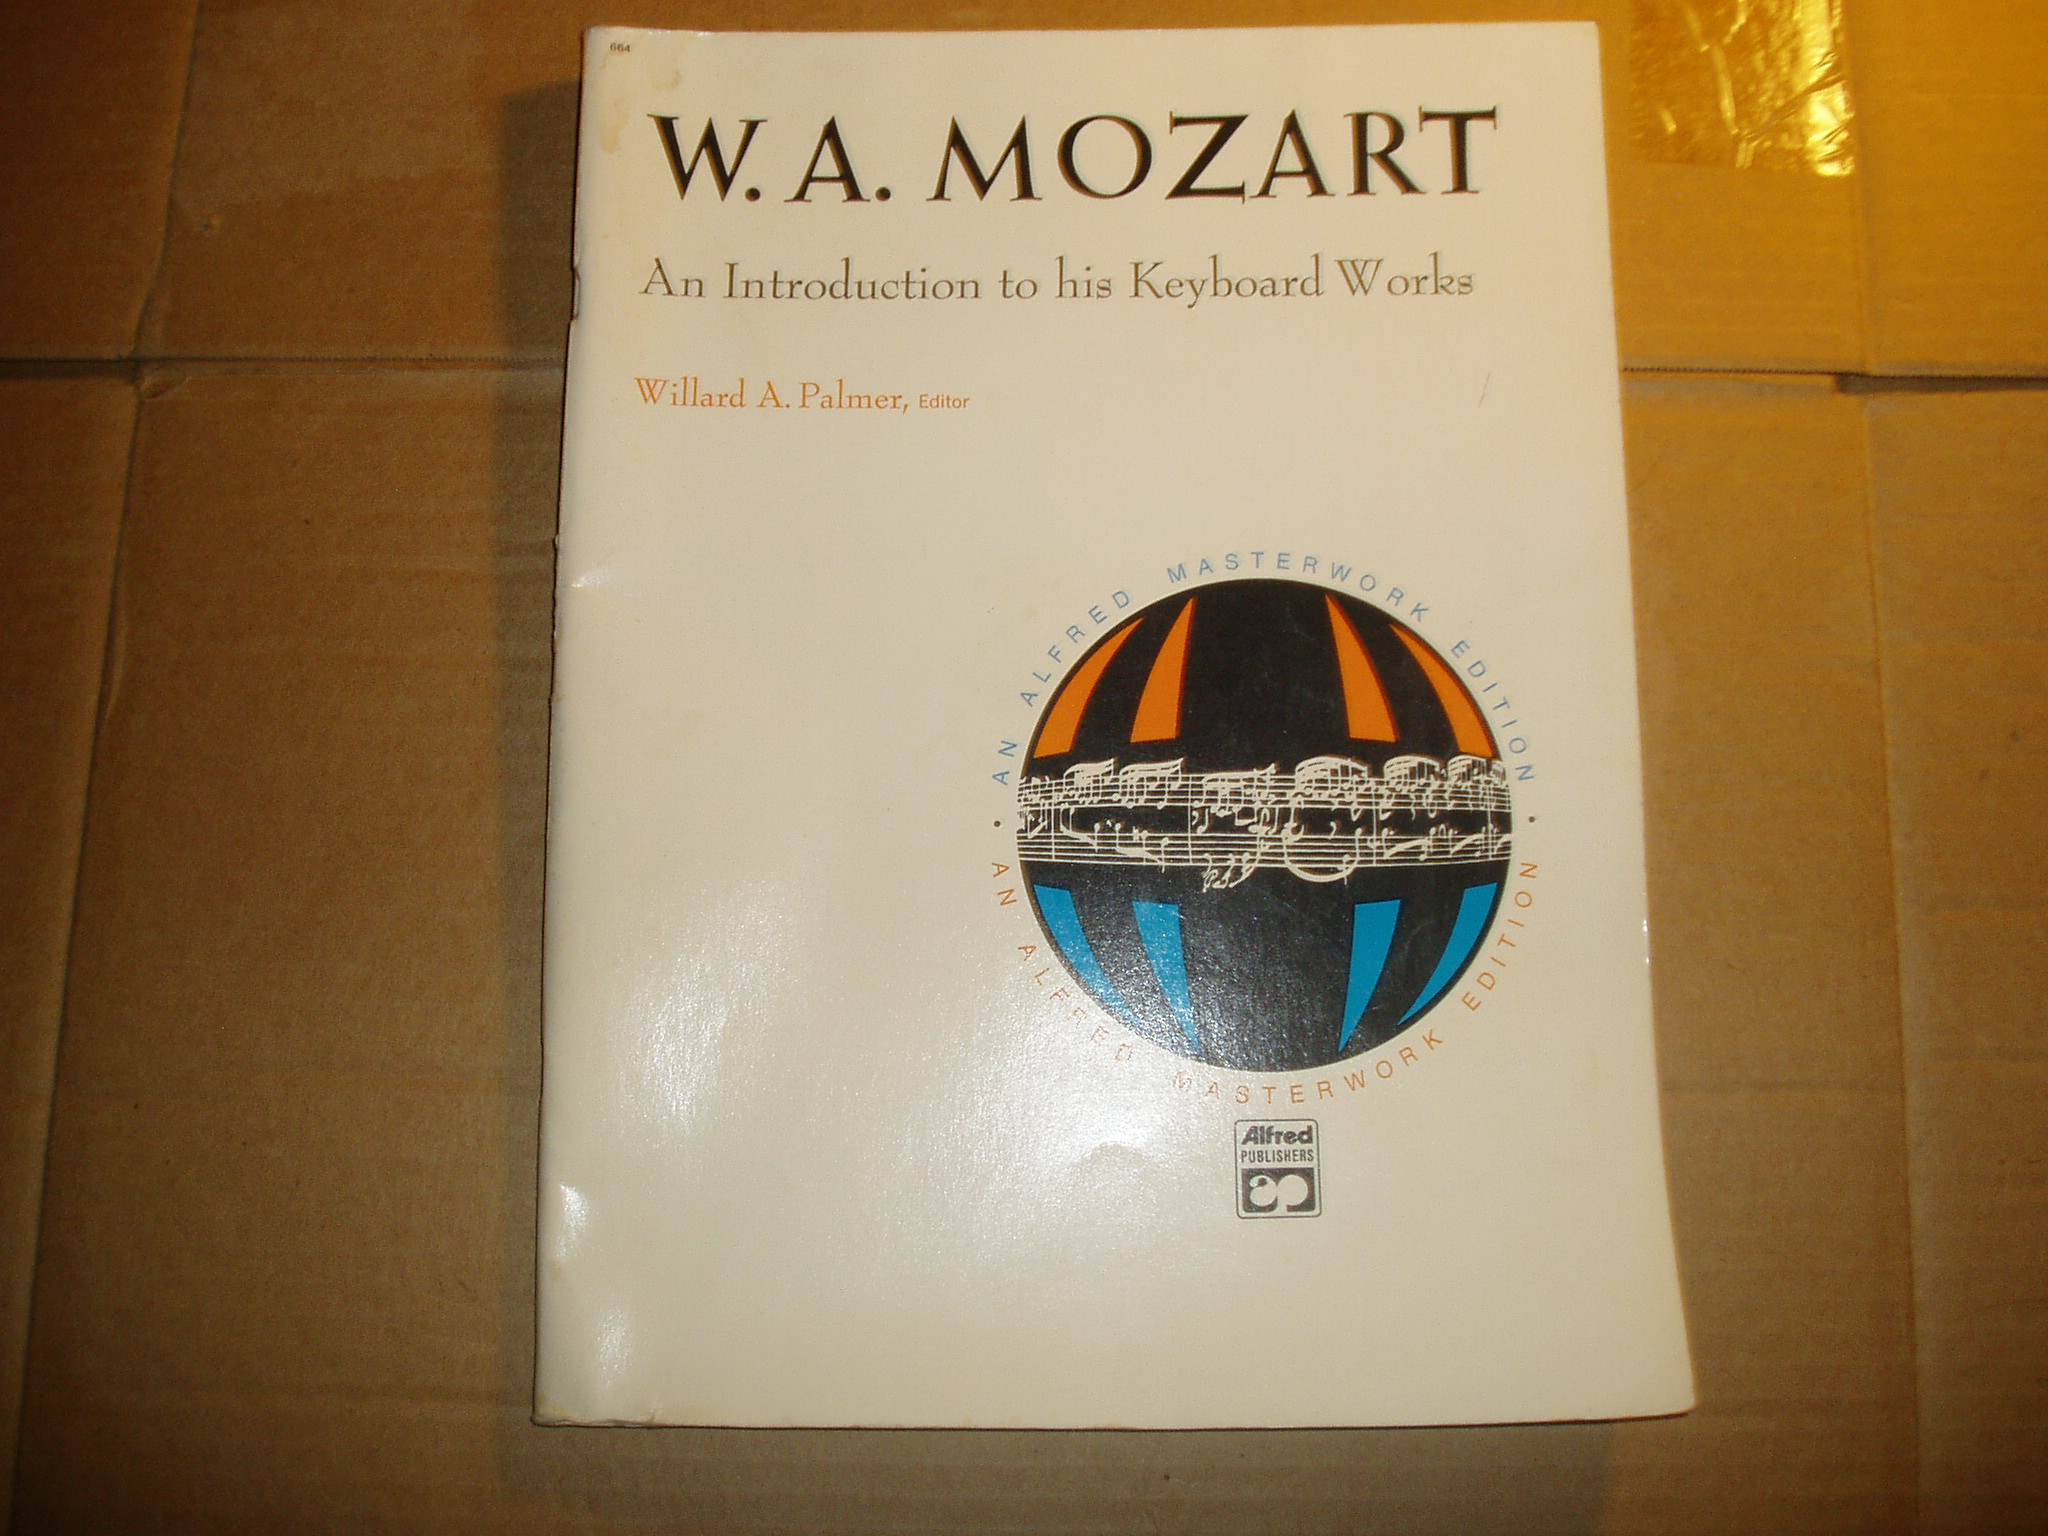 664
W. A. MOZART
An Introduction to his Keyboard Works
Willard A. Palmer, Editor
AN ALFRED MASTERWORK EDITION
• AN ALFRED MASTERWORK EDITION •
Alfred
PUBLISHERS
ap